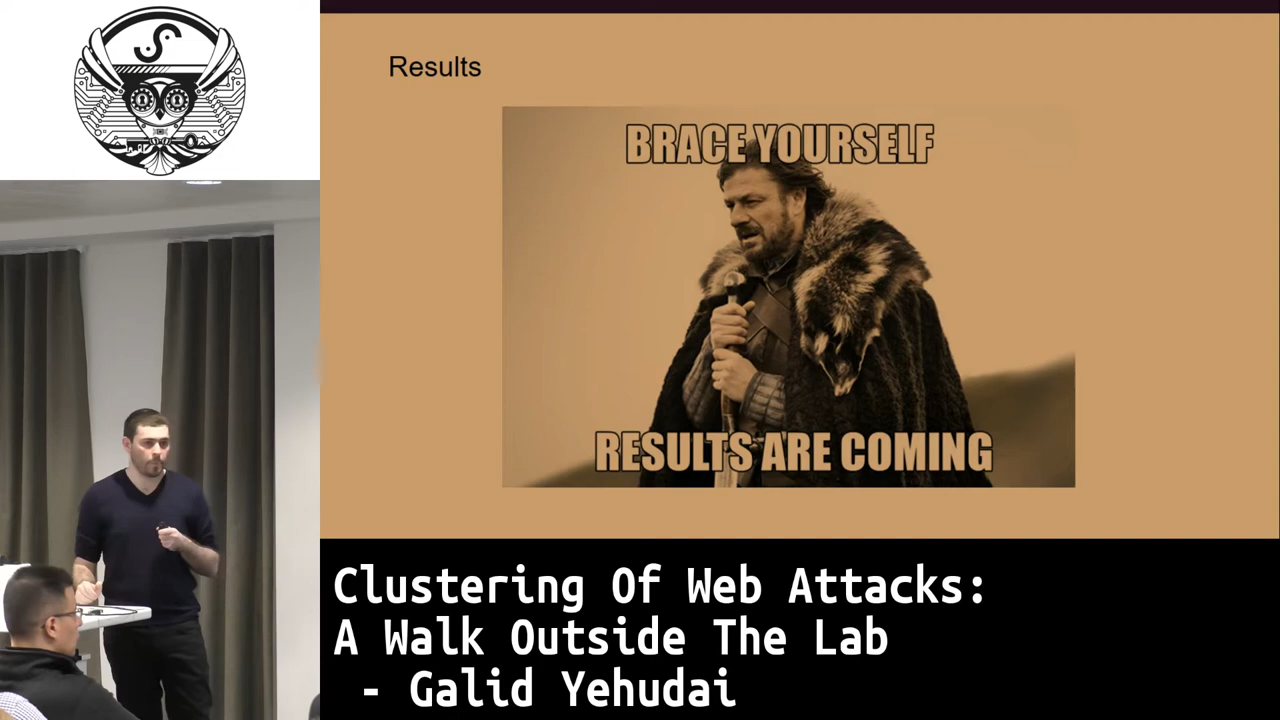 Results
BRACE YOURSELF
RESULTS ARE COMING
Clustering Of Web Attacks:
A Walk Outside The Lab
- Galid Yehudai